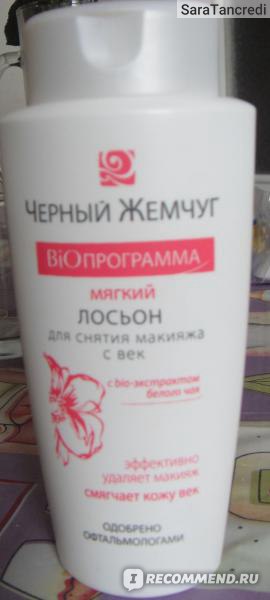 SaraTancredi
ЧЕРНЫЙ ЖЕМЧУГ
BiOПРОГРАММА
МЯГКИЙ
ЛОСЬОН
для снятия макияжа
с век
с bio-экстрактом
белого чая
эффективно
удаляет макияж
смягчает кожу век
ОДОБРЕНО
ОФТАЛЬМОЛОГАМИ
IRECOMMEND.RU